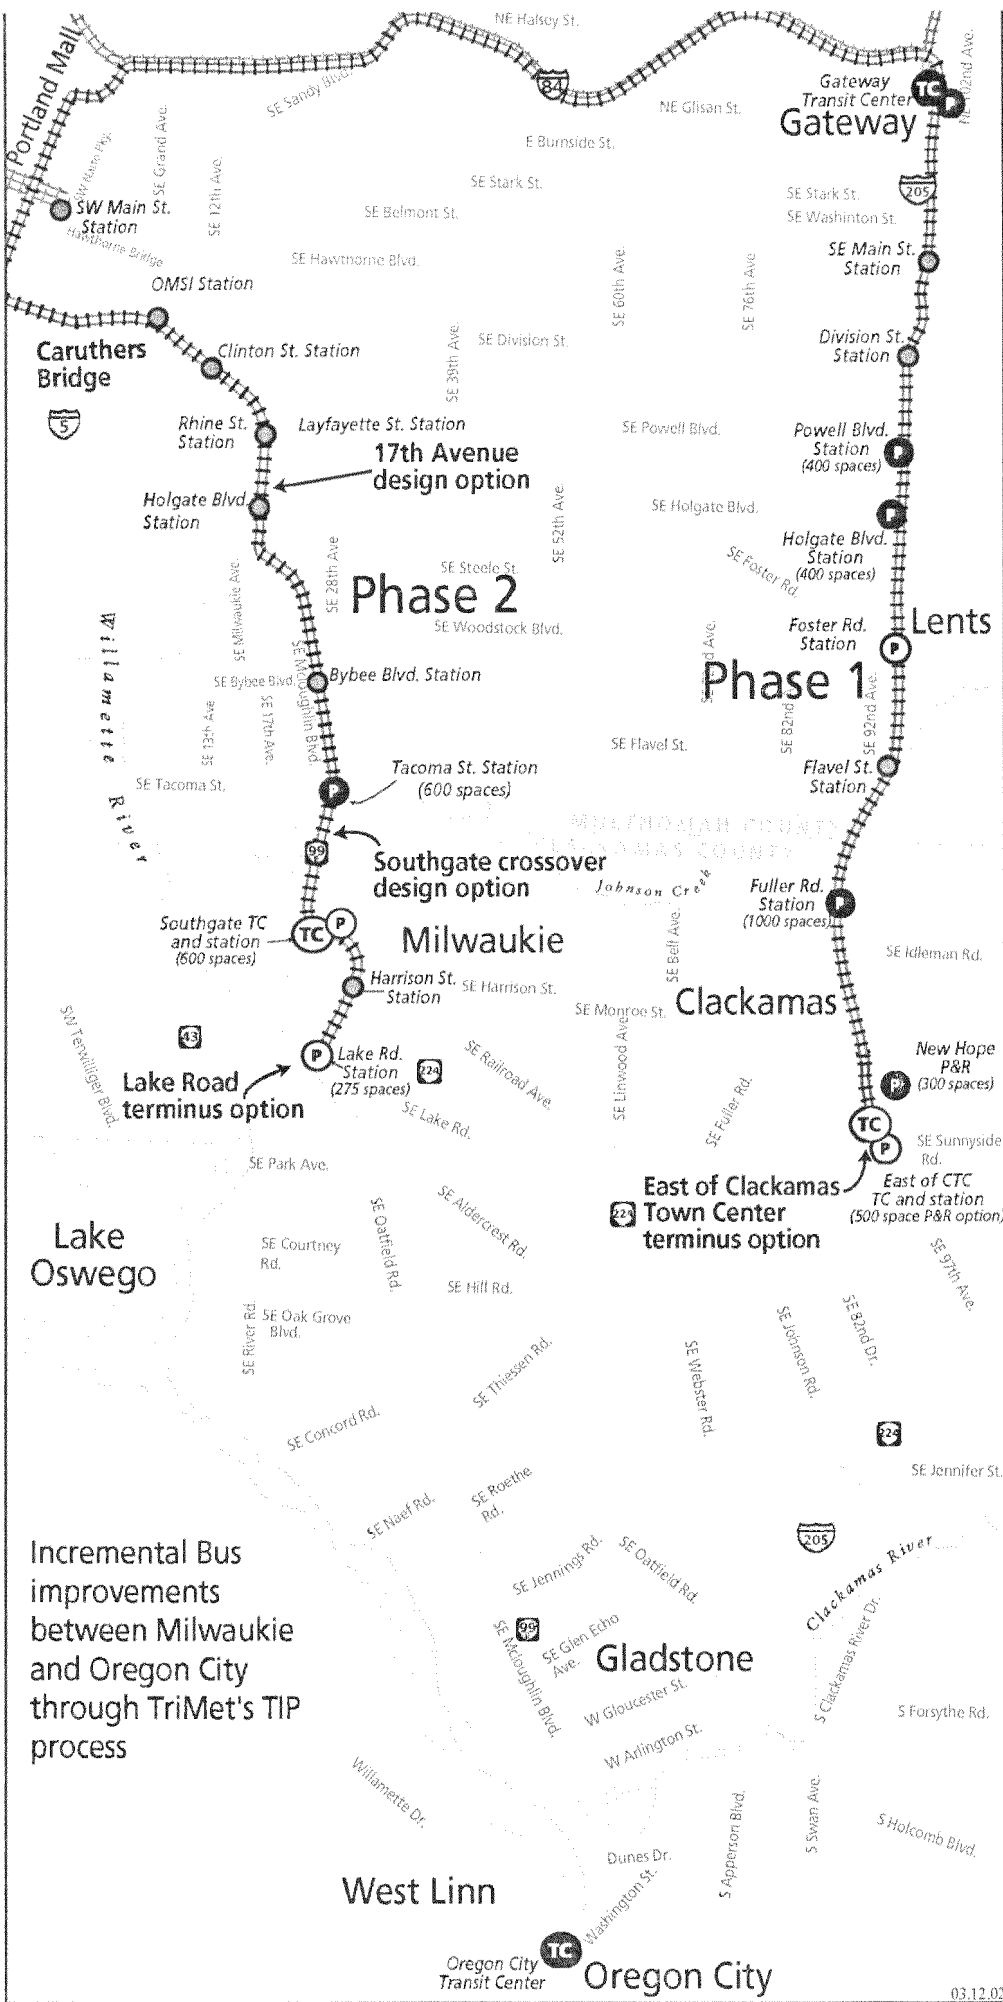 NE Halsey St.
Portland Mall
SE Sandy Blvd.
84
Gateway
Transit Center
TC
P
NE 102nd Ave.
NE Glisan St.
Gateway
SW Naito Pkg.
SE Grand Ave.
SE 12th Ave.
E Burnside St.
SE Stark St.
SE Stark St.
205
SE Belmont St.
SE Washinton St.
SW Main St.
Station
Hawthorne Bridge
SE Hawthorne Blvd.
SE 60th Ave.
SE 76th Ave.
SE Main St.
Station
OMSI Station
SE 39th Ave.
SE Division St.
Division St.
Station
Caruthers
Bridge
Clinton St. Station
5
Rhine St.
Station
Layfayette St. Station
SE Powell Blvd.
Powell Blvd.
Station
(400 spaces)
P
17th Avenue
design option
Holgate Blvd.
Station
SE 52th Ave.
SE Holgate Blvd.
P
Holgate Blvd.
Station
(400 spaces)
SE Milwaukie Ave.
SE 28th Ave
SE Steele St.
SE Foster Rd.
Phase 2
SE Woodstock Blvd.
Foster Rd.
Station
P
Lents
Willamette River
SE Bybee Blvd.
SE Mcloughlin Blvd.
Bybee Blvd. Station
Phase 1
SE 13th Ave
SE 17th Ave.
SE 82nd
SE 92nd Ave.
SE Flavel St.
Flavel St.
Station
SE Tacoma St.
P
Tacoma St. Station
(600 spaces)
MULTNOMAH COUNTY
CLACKAMAS COUNTY
99
Southgate crossover
design option
Johnson Creek
Fuller Rd.
Station
(1000 spaces)
P
Southgate TC
and station
(600 spaces)
TC
P
Milwaukie
SE Bell Ave.
SE Idleman Rd.
Harrison St.
Station
SE Harrison St.
SE Monroe St.
Clackamas
SW Terwilliger Blvd.
43
P
Lake Rd.
Station
(275 spaces)
224
SE Railroad Ave.
SE Linwood Ave
SE Fuller Rd.
New Hope
P&R
(300 spaces)
P
Lake Road
terminus option
SE Lake Rd.
TC
P
SE Sunnyside
Rd.
SE Park Ave.
East of Clackamas
Town Center
terminus option
224
East of CTC
TC and station
(500 space P&R option)
Lake
Oswego
SE Courtney
Rd.
SE Oatfield Rd.
SE Aldercrest Rd.
SE Hill Rd.
SE 97th Ave.
SE River Rd.
SE Oak Grove
Blvd.
SE Thiessen Rd.
SE Webster Rd.
SE Johnson Rd.
SE 82nd Dr.
SE Concord Rd.
224
SE Jennifer St.
SE Naef Rd.
SE Roethe
Rd.
205
Clackamas River
Incremental Bus
improvements
between Milwaukie
and Oregon City
through TriMet's TIP
process
SE Jennings Rd.
SE Oatfield Rd.
99
SE Mcloughlin Blvd.
SE Glen Echo
Ave.
Gladstone
S Clackamas River Dr.
W Gloucester St.
S Forsythe Rd.
W Arlington St.
Willamette Dr.
S Apperson Blvd.
S Swan Ave.
S Holcomb Blvd.
Dunes Dr.
Washington St.
West Linn
TC
Oregon City
Transit Center
Oregon City
03.12.02